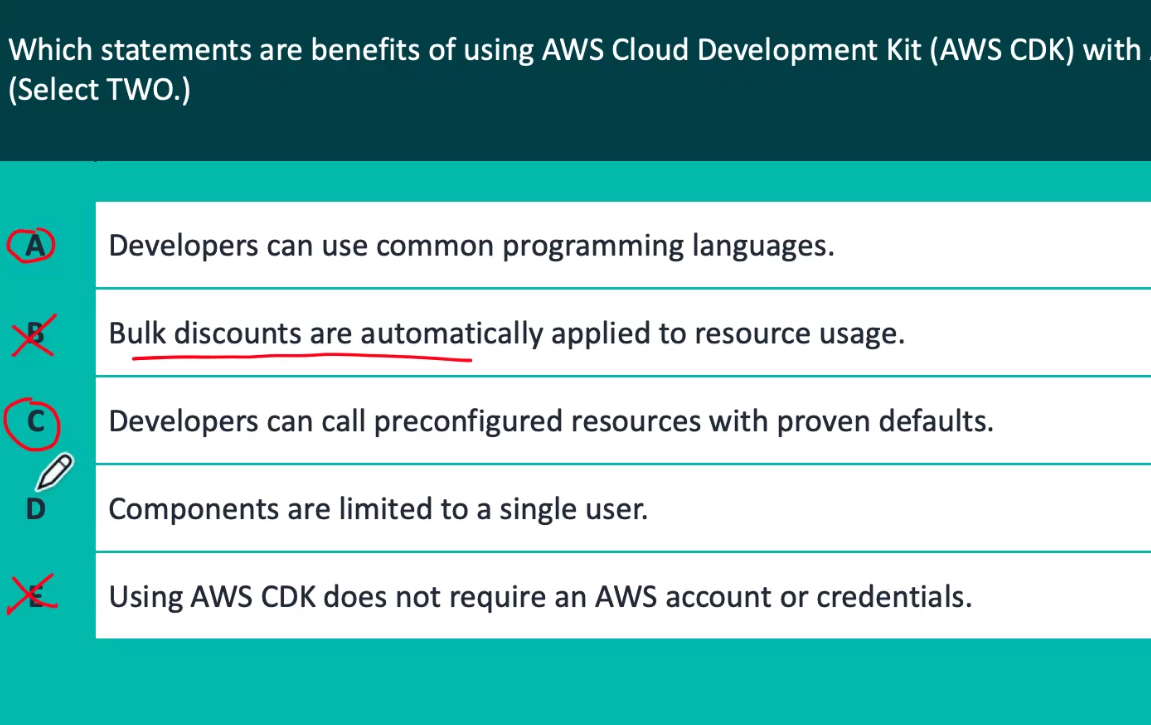 Which statements are benefits of using AWS Cloud Development Kit (AWS CDK) with
(Select TWO.)
A Developers can use common programming languages.
B Bulk discounts are automatically applied to resource usage.
C Developers can call preconfigured resources with proven defaults.
D Components are limited to a single user.
E Using AWS CDK does not require an AWS account or credentials.